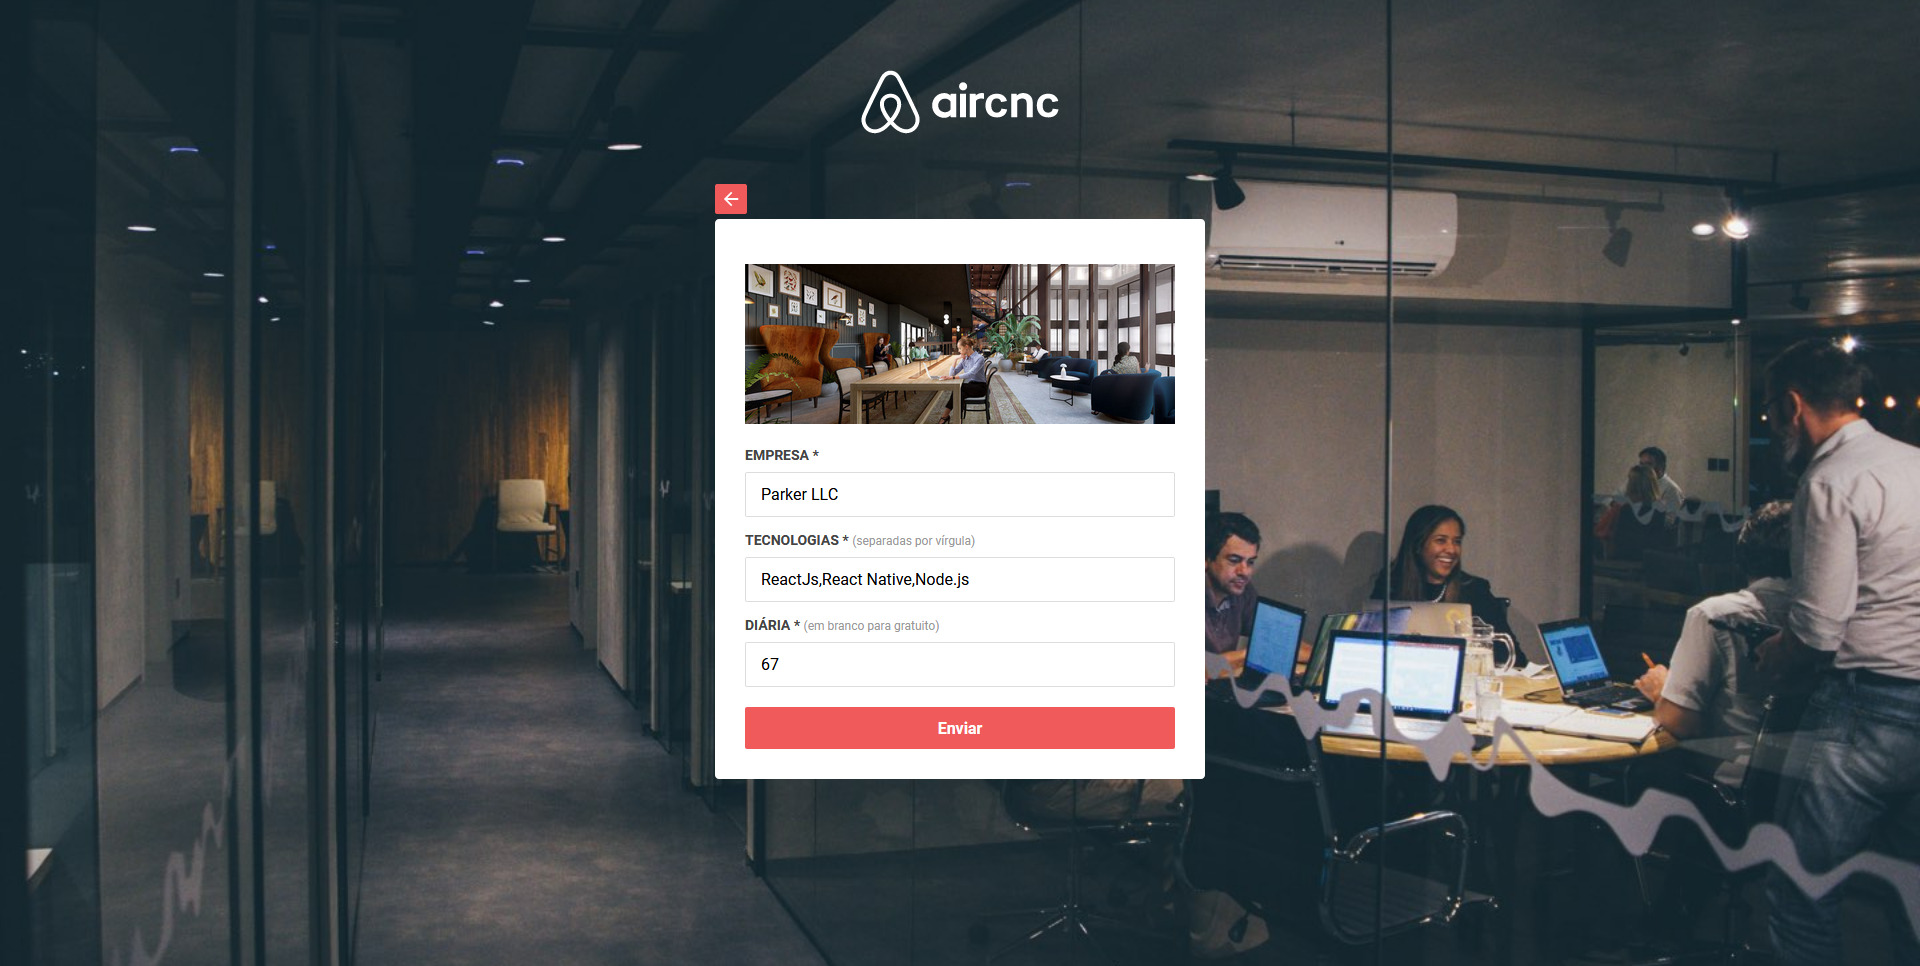 aircnc
EMPRESA *
Parker LLC
TECNOLOGIAS * (separadas por vírgula)
ReactJs,React Native,Node.js
DIÁRIA * (em branco para gratuito)
67
Enviar